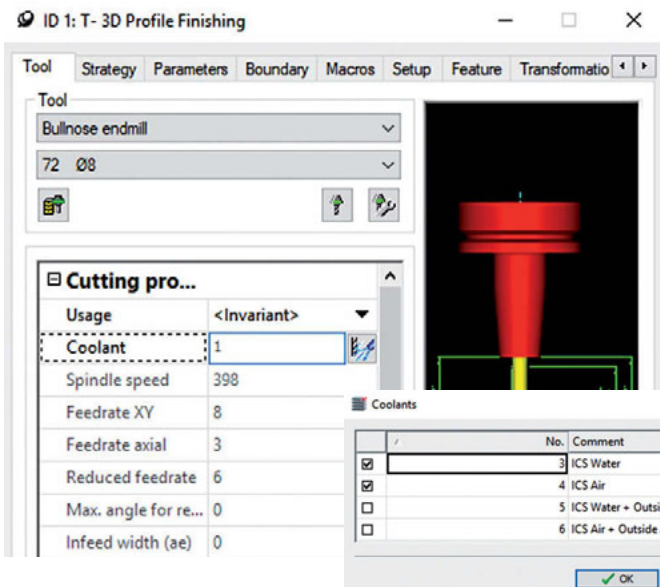 ID 1: T- 3D Profile Finishing
Tool Strategy Parameters Boundary Macros Setup Feature Transformatio
Tool
Bullnose endmill
72 Ø8
Cutting pro...
Usage <Invariant>
Coolant 1
Spindle speed 398
Feedrate XY 8
Feedrate axial 3
Reduced feedrate 6
Max. angle for re... 0
Infeed width (ae) 0
Coolants
No. Comment
3 ICS Water
4 ICS Air
5 ICS Water + Outsi
6 ICS Air + Outside
OK